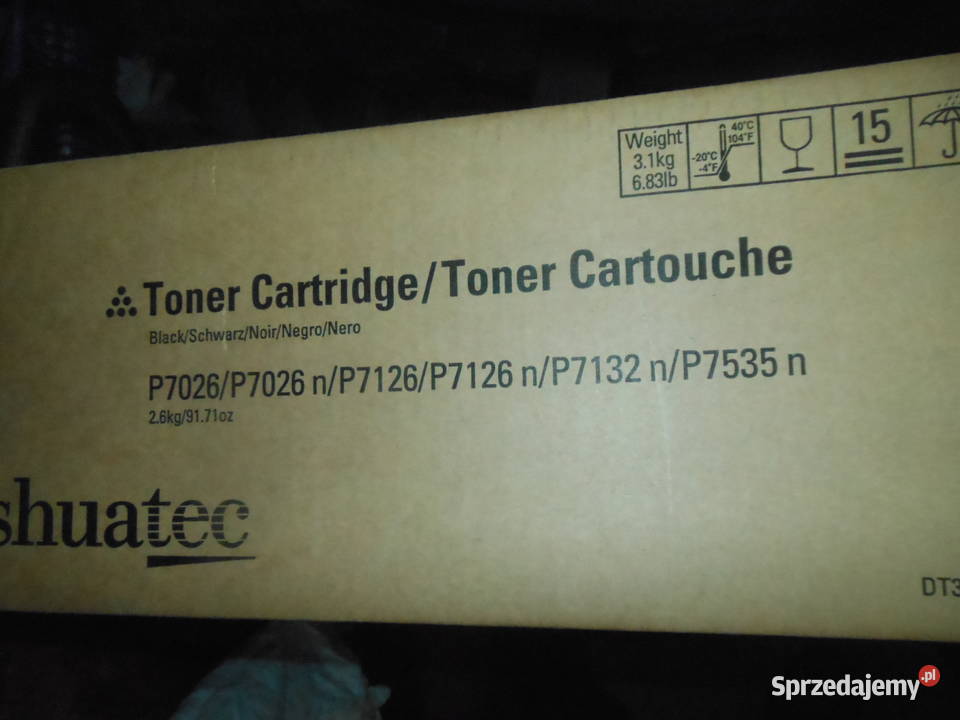 Weight
3.1kg
6.83lb
40°C
104°F
-20°C
-4°F
15
Toner Cartridge/Toner Cartouche
Black/Schwarz/Noir/Negro/Nero
P7026/P7026 n/P7126/P7126 n/P7132 n/P7535 n
2.6kg/91.71oz
shuatec
DT3
Sprzedajemy.pl